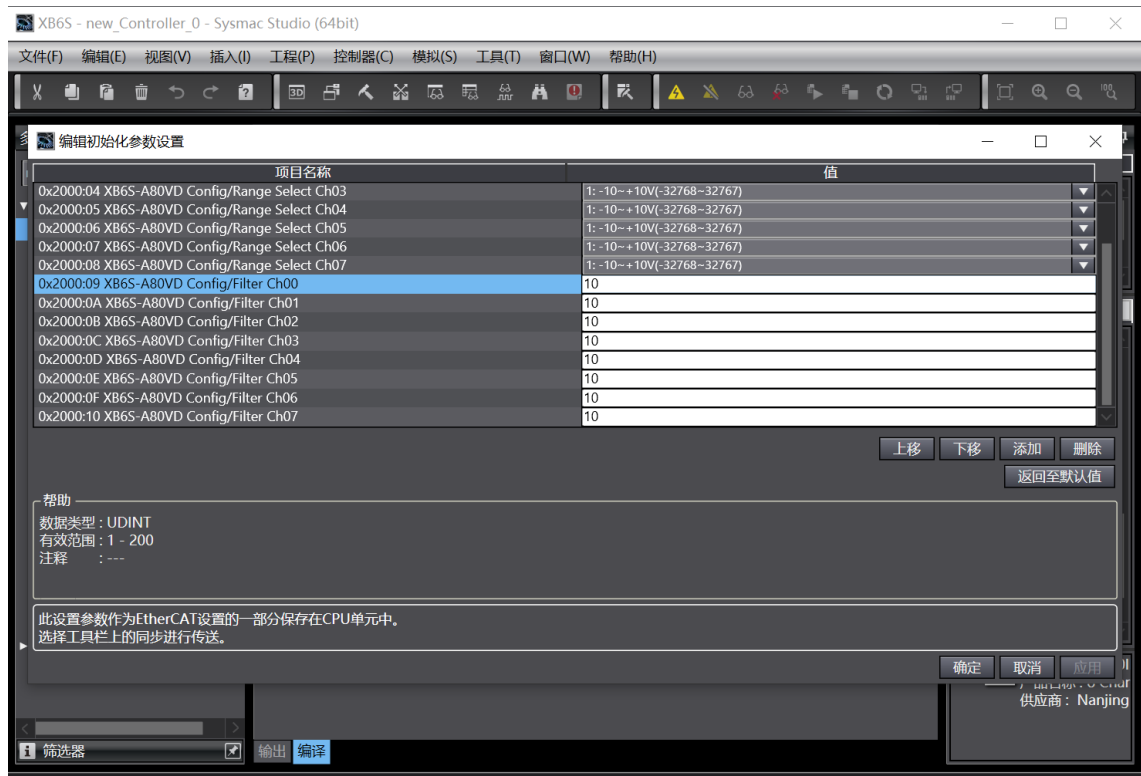 XB6S - new_Controller_0 - Sysmac Studio (64bit)
文件(F) 编辑(E) 视图(V) 插入(I) 工程(P) 控制器(C) 模拟(S) 工具(T) 窗口(W) 帮助(H)
3D
编辑初始化参数设置
项目名称 值
0x2000:04 XB6S-A80VD Config/Range Select Ch03 1: -10~+10V(-32768~32767)
0x2000:05 XB6S-A80VD Config/Range Select Ch04 1: -10~+10V(-32768~32767)
0x2000:06 XB6S-A80VD Config/Range Select Ch05 1: -10~+10V(-32768~32767)
0x2000:07 XB6S-A80VD Config/Range Select Ch06 1: -10~+10V(-32768~32767)
0x2000:08 XB6S-A80VD Config/Range Select Ch07 1: -10~+10V(-32768~32767)
0x2000:09 XB6S-A80VD Config/Filter Ch00 10
0x2000:0A XB6S-A80VD Config/Filter Ch01 10
0x2000:0B XB6S-A80VD Config/Filter Ch02 10
0x2000:0C XB6S-A80VD Config/Filter Ch03 10
0x2000:0D XB6S-A80VD Config/Filter Ch04 10
0x2000:0E XB6S-A80VD Config/Filter Ch05 10
0x2000:0F XB6S-A80VD Config/Filter Ch06 10
0x2000:10 XB6S-A80VD Config/Filter Ch07 10
上移 下移 添加 删除
返回至默认值
帮助
数据类型 : UDINT
有效范围 : 1 - 200
注释 : ---
此设置参数作为EtherCAT设置的一部分保存在CPU单元中。
选择工具栏上的同步进行传送。
确定 取消 应用
供应商 : Nanjing
筛选器 输出 编译